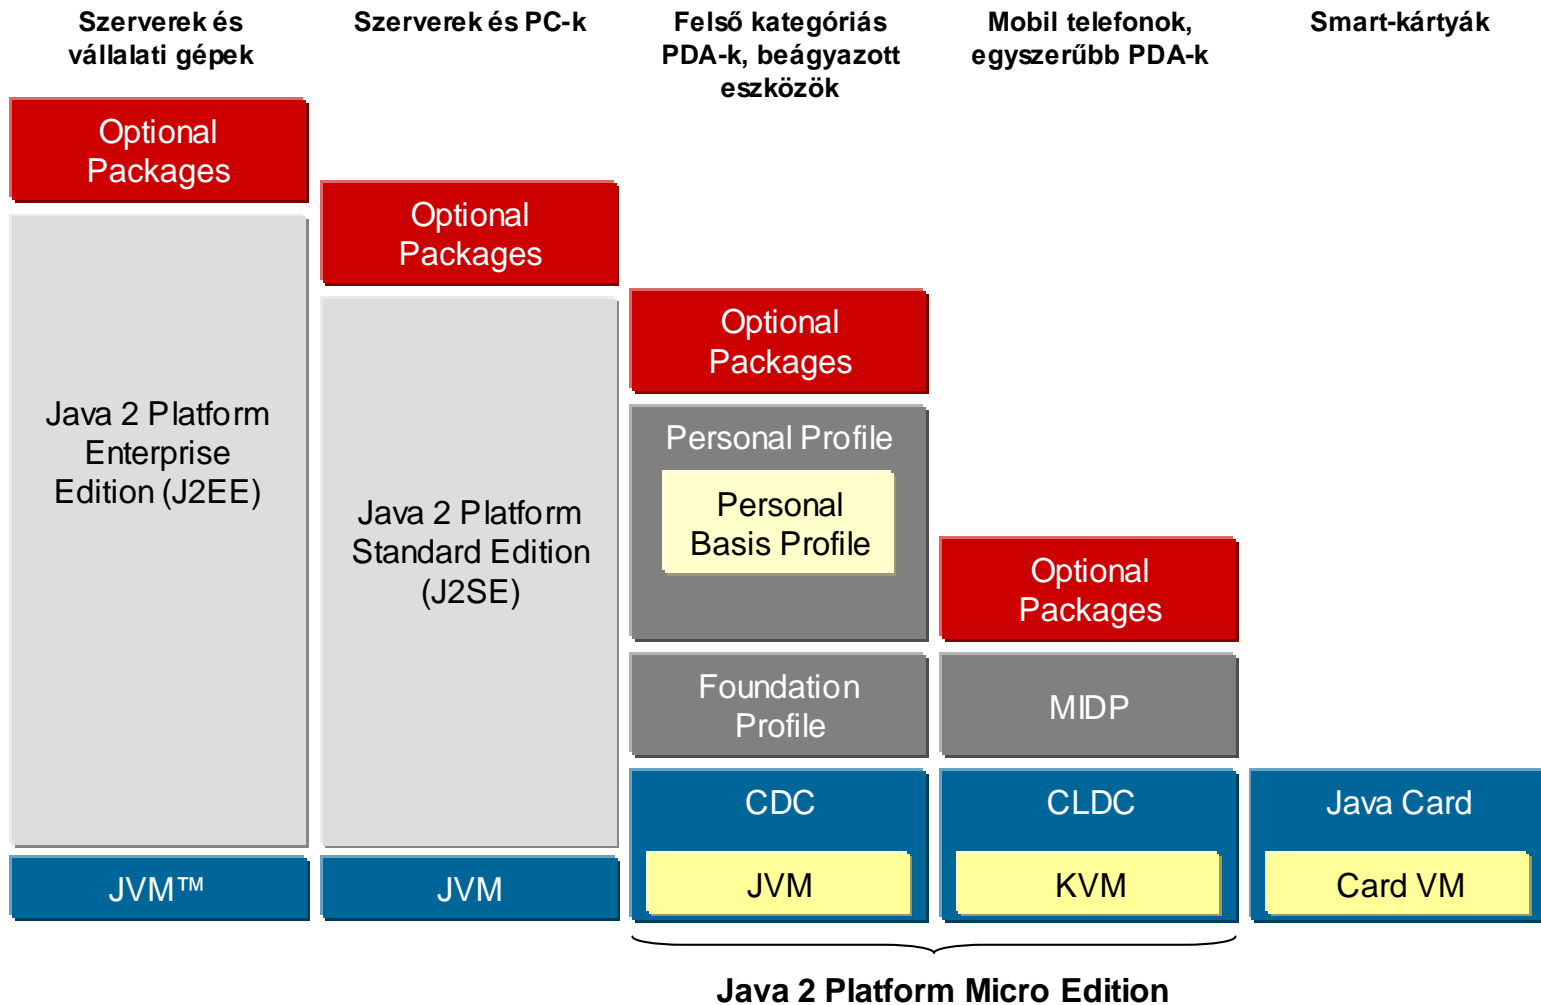 Szerverek és
vállalati gépek
Szerverek és PC-k
Felső kategóriás
PDA-k, beágyazott
eszközök
Mobil telefonok,
egyszerűbb PDA-k
Smart-kártyák
Optional
Packages
Java 2 Platform
Enterprise
Edition (J2EE)
JVM™
Optional
Packages
Java 2 Platform
Standard Edition
(J2SE)
JVM
Optional
Packages
Personal Profile
Personal
Basis Profile
Foundation
Profile
CDC
JVM
Optional
Packages
MIDP
CLDC
KVM
Java Card
Card VM
Java 2 Platform Micro Edition